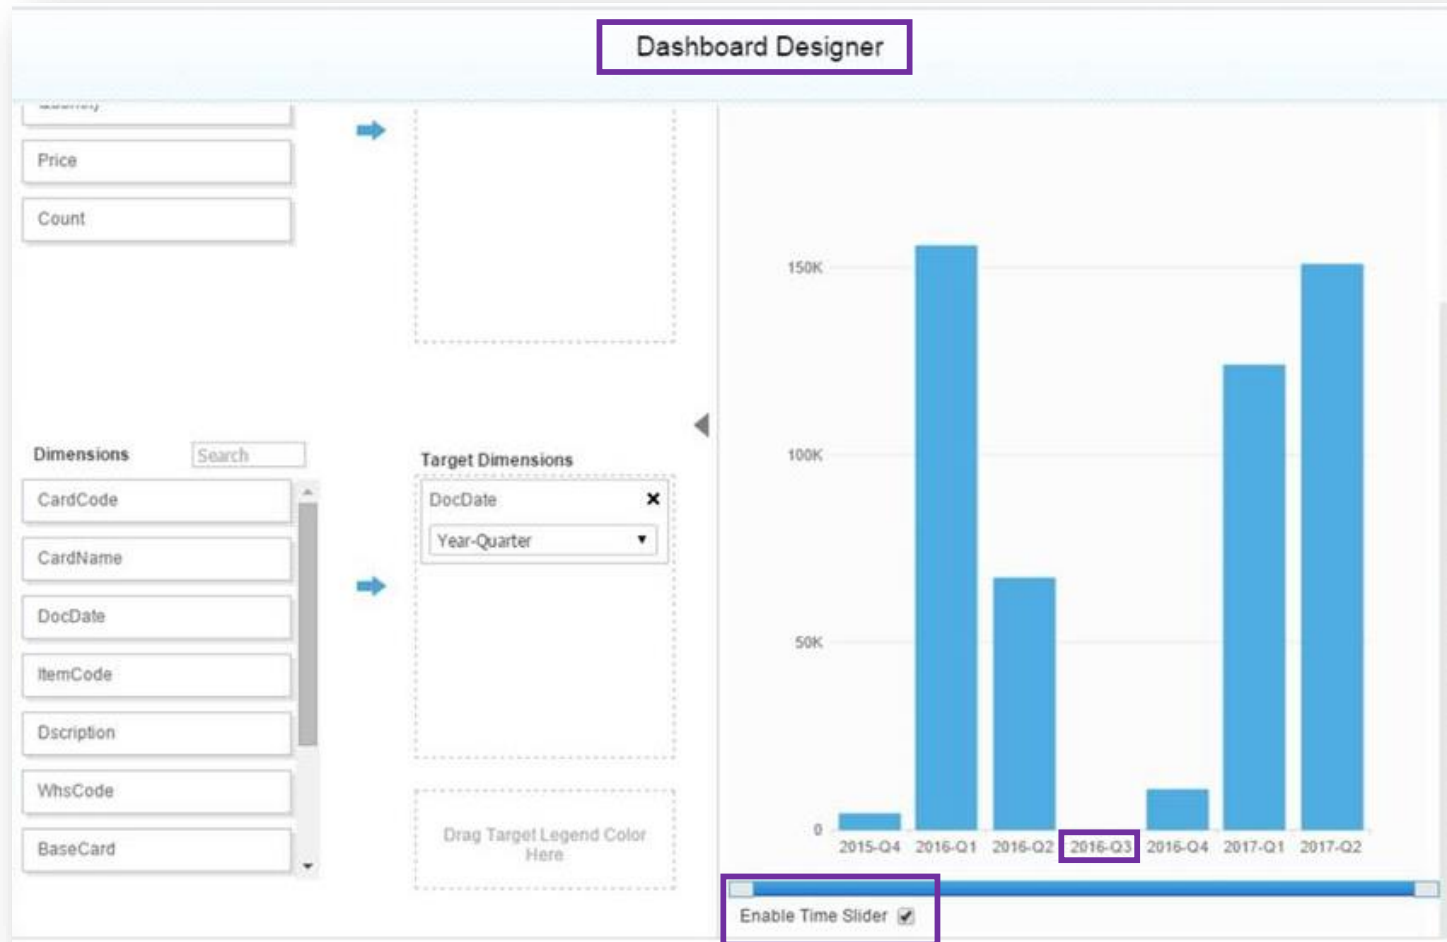 Dashboard Designer
Price
Count
Dimensions
Search
CardCode
CardName
DocDate
ItemCode
Dscription
WhsCode
BaseCard
Target Dimensions
DocDate
Year-Quarter
Drag Target Legend Color
Here
150K
100K
50K
0
2015-Q4 2016-Q1 2016-Q2 2016-Q3 2016-Q4 2017-Q1 2017-Q2
Enable Time Slider